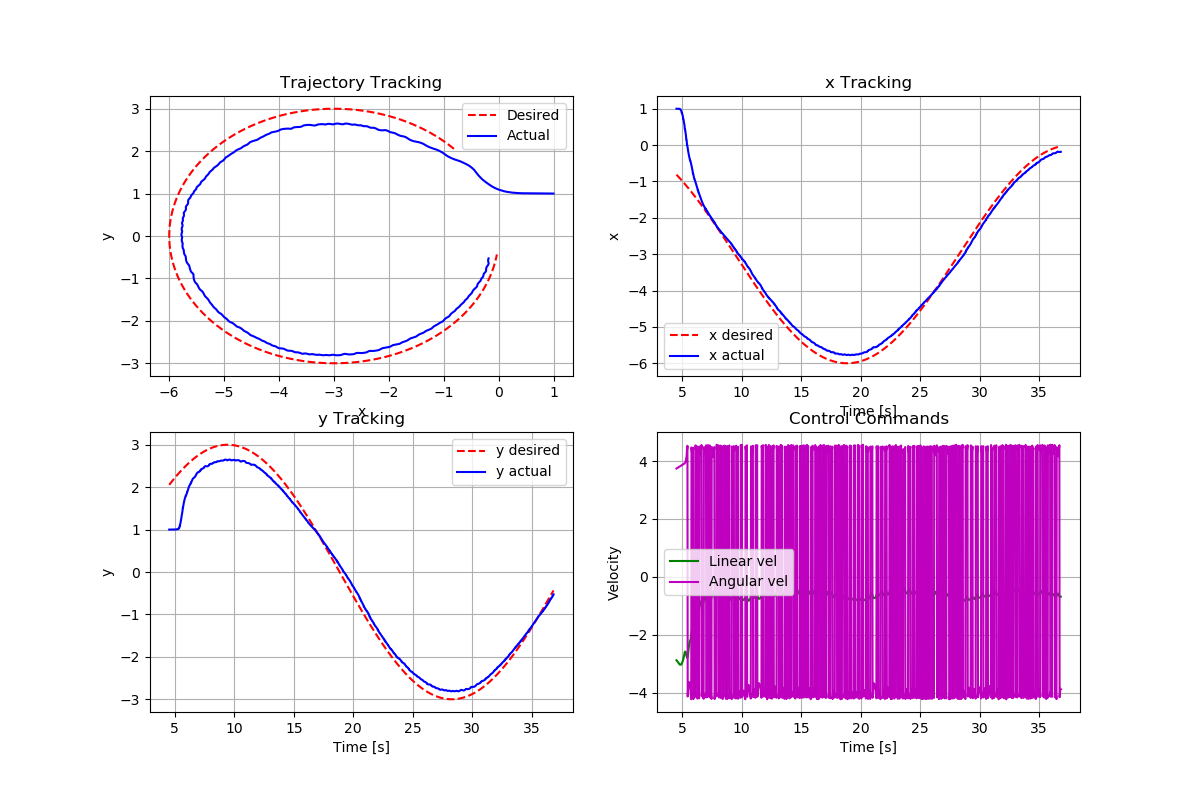 Trajectory Tracking
3
2
1
0
−1
−2
−3
y
Desired
Actual
−6 −5 −4 −3 −2 −1 0 1
x
x Tracking
1
0
−1
−2
−3
−4
−5
−6
x
x desired
x actual
5 10 15 20 25 30 35
Time [s]
y Tracking
3
2
1
0
−1
−2
−3
y
y desired
y actual
5 10 15 20 25 30 35
Time [s]
Control Commands
4
2
0
−2
−4
Velocity
Linear vel
Angular vel
5 10 15 20 25 30 35
Time [s]